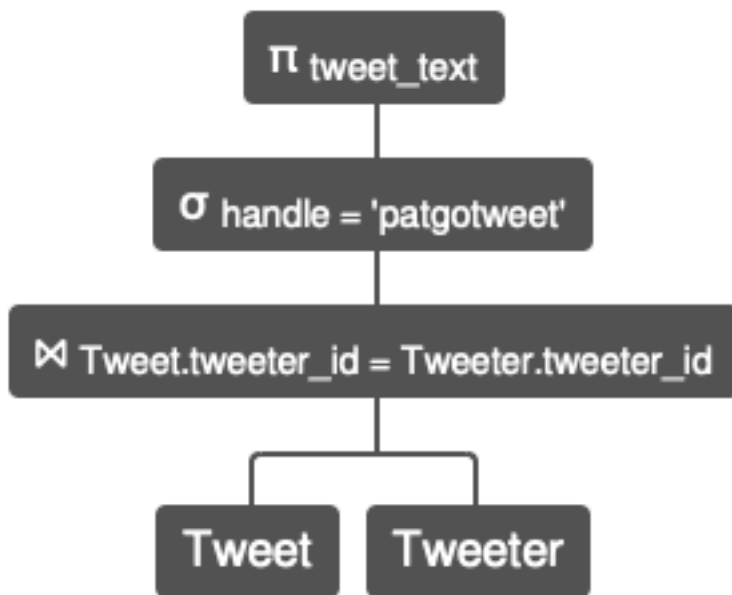 π tweet_text
σ handle = 'patgotweet'
⋈ Tweet.tweeter_id = Tweeter.tweeter_id
Tweet Tweeter